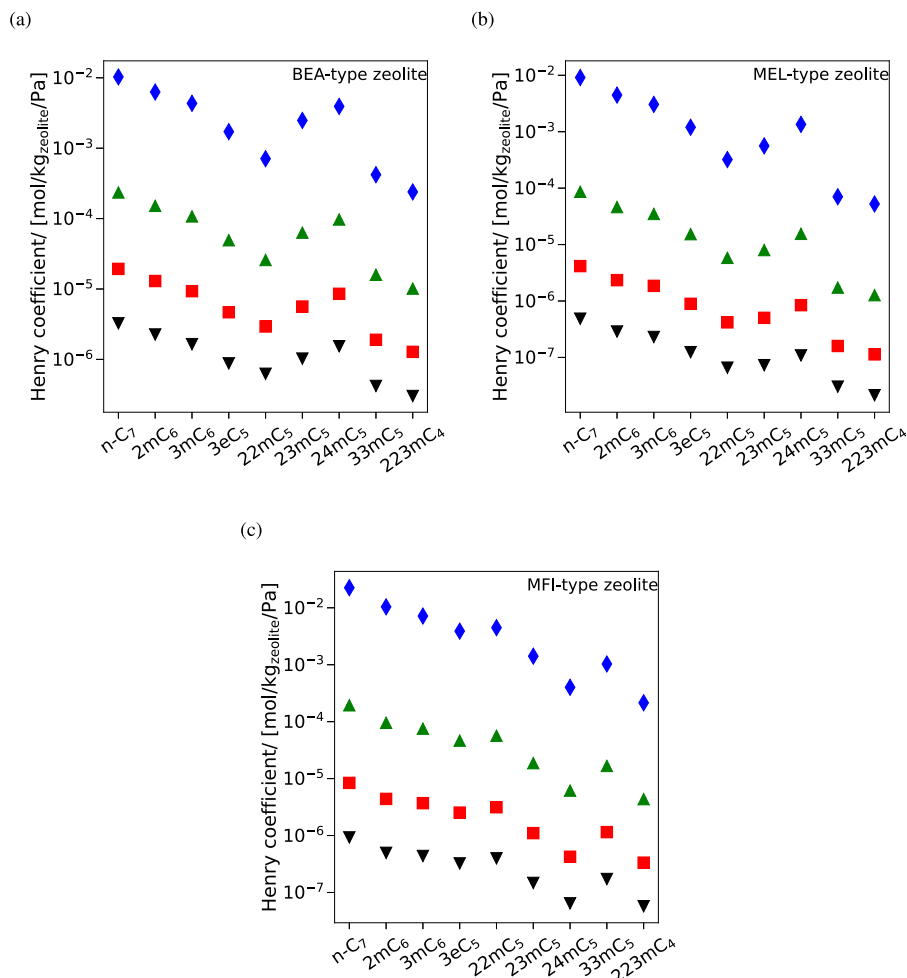 (a)
BEA-type zeolite
Henry coefficient/ [mol/kg_zeolite/Pa]
10⁻²
10⁻³
10⁻⁴
10⁻⁵
10⁻⁶
n-C₇ 2mC₆ 3mC₆ 3eC₅ 22mC₅ 23mC₅ 24mC₅ 33mC₅ 223mC₄
(b)
MEL-type zeolite
Henry coefficient/ [mol/kg_zeolite/Pa]
10⁻²
10⁻³
10⁻⁴
10⁻⁵
10⁻⁶
10⁻⁷
n-C₇ 2mC₆ 3mC₆ 3eC₅ 22mC₅ 23mC₅ 24mC₅ 33mC₅ 223mC₄
(c)
MFI-type zeolite
Henry coefficient/ [mol/kg_zeolite/Pa]
10⁻²
10⁻³
10⁻⁴
10⁻⁵
10⁻⁶
10⁻⁷
n-C₇ 2mC₆ 3mC₆ 3eC₅ 22mC₅ 23mC₅ 24mC₅ 33mC₅ 223mC₄